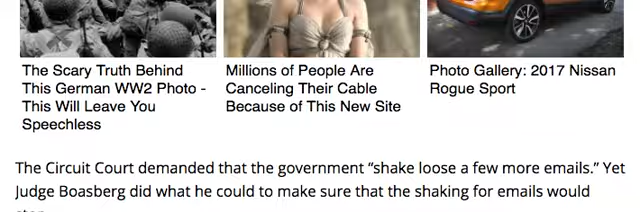 The Scary Truth Behind
This German WW2 Photo -
This Will Leave You
Speechless
Millions of People Are
Canceling Their Cable
Because of This New Site
Photo Gallery: 2017 Nissan
Rogue Sport
The Circuit Court demanded that the government “shake loose a few more emails.” Yet
Judge Boasberg did what he could to make sure that the shaking for emails would